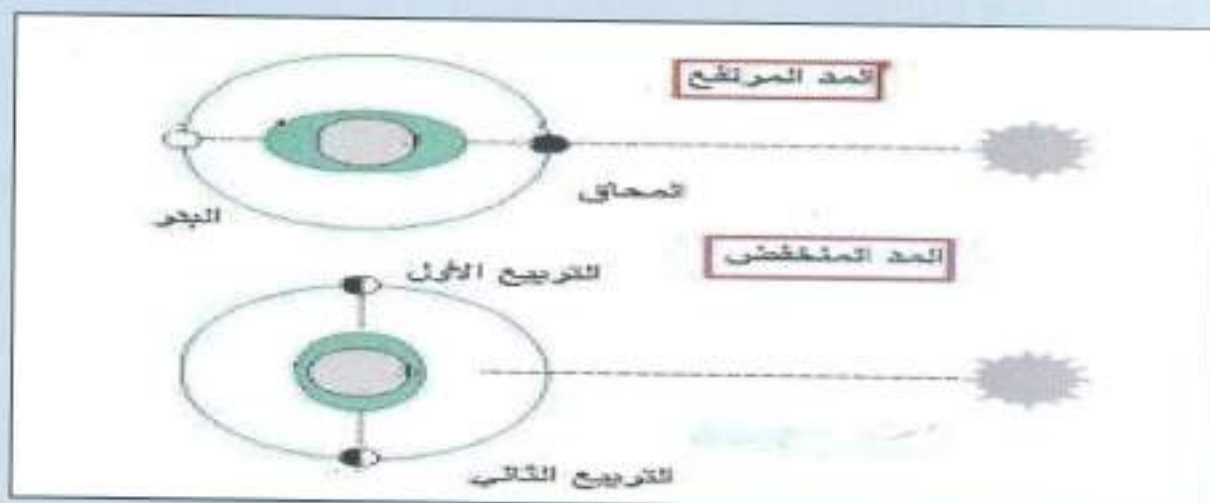 المد المرتفع
المحاق
البدر
المد المنخفض
التربيع الأول
التربيع الثاني